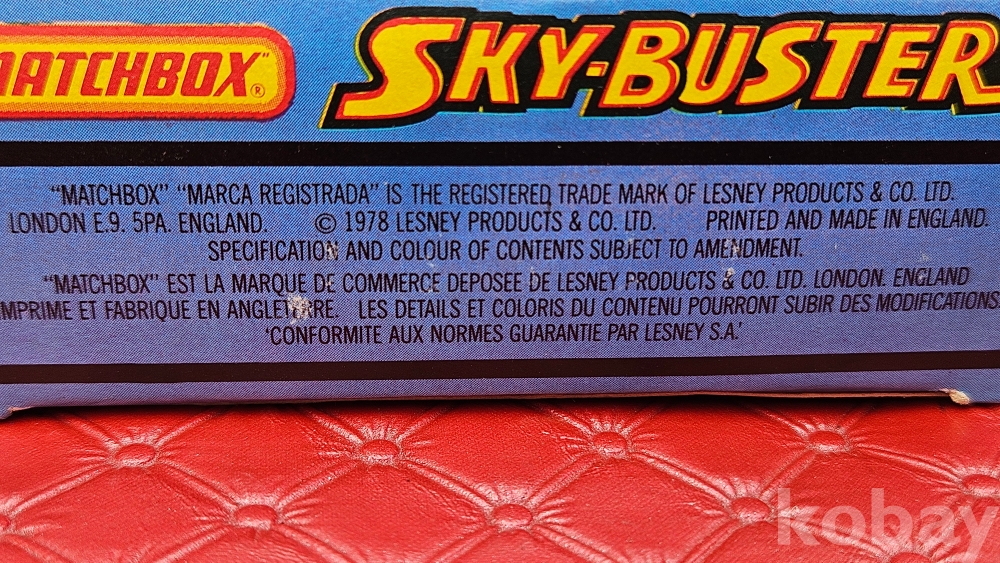 MATCHBOX®
SKY-BUSTER
"MATCHBOX" "MARCA REGISTRADA" IS THE REGISTERED TRADE MARK OF LESNEY PRODUCTS & CO. LTD.
LONDON E.9. 5PA. ENGLAND. © 1978 LESNEY PRODUCTS & CO. LTD. PRINTED AND MADE IN ENGLAND.
SPECIFICATION AND COLOUR OF CONTENTS SUBJECT TO AMENDMENT.
"MATCHBOX" EST LA MARQUE DE COMMERCE DEPOSEE DE LESNEY PRODUCTS & CO. LTD. LONDON. ENGLAND
IMPRIME ET FABRIQUE EN ANGLETERRE. LES DETAILS ET COLORIS DU CONTENU POURRONT SUBIR DES MODIFICATIONS
'CONFORMITE AUX NORMES GUARANTIE PAR LESNEY S.A.'
kobay